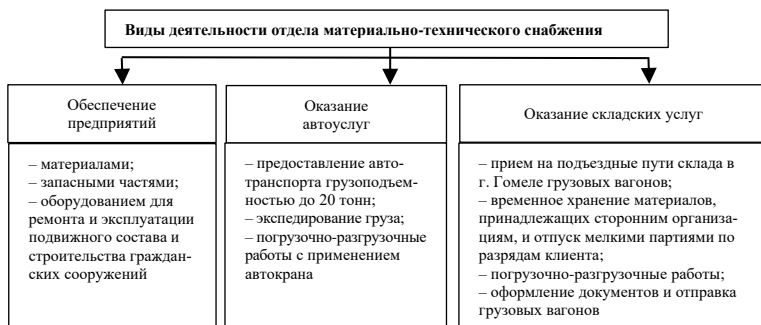 Виды деятельности отдела материально-технического снабжения
Обеспечение
предприятий
– материалами;
– запасными частями;
– оборудованием для
ремонта и эксплуатации
подвижного состава и
строительства граждан-
ских сооружений
Оказание
автоуслуг
– предоставление авто-
транспорта грузоподъем-
ностью до 20 тонн;
– экспедирование груза;
– погрузочно-разгрузочные
работы с применением
автокрана
Оказание складских услуг
– прием на подъездные пути склада в
г. Гомеле грузовых вагонов;
– временное хранение материалов,
принадлежащих сторонним организа-
циям, и отпуск мелкими партиями по
разрядам клиента;
– погрузочно-разгрузочные работы;
– оформление документов и отправка
грузовых вагонов